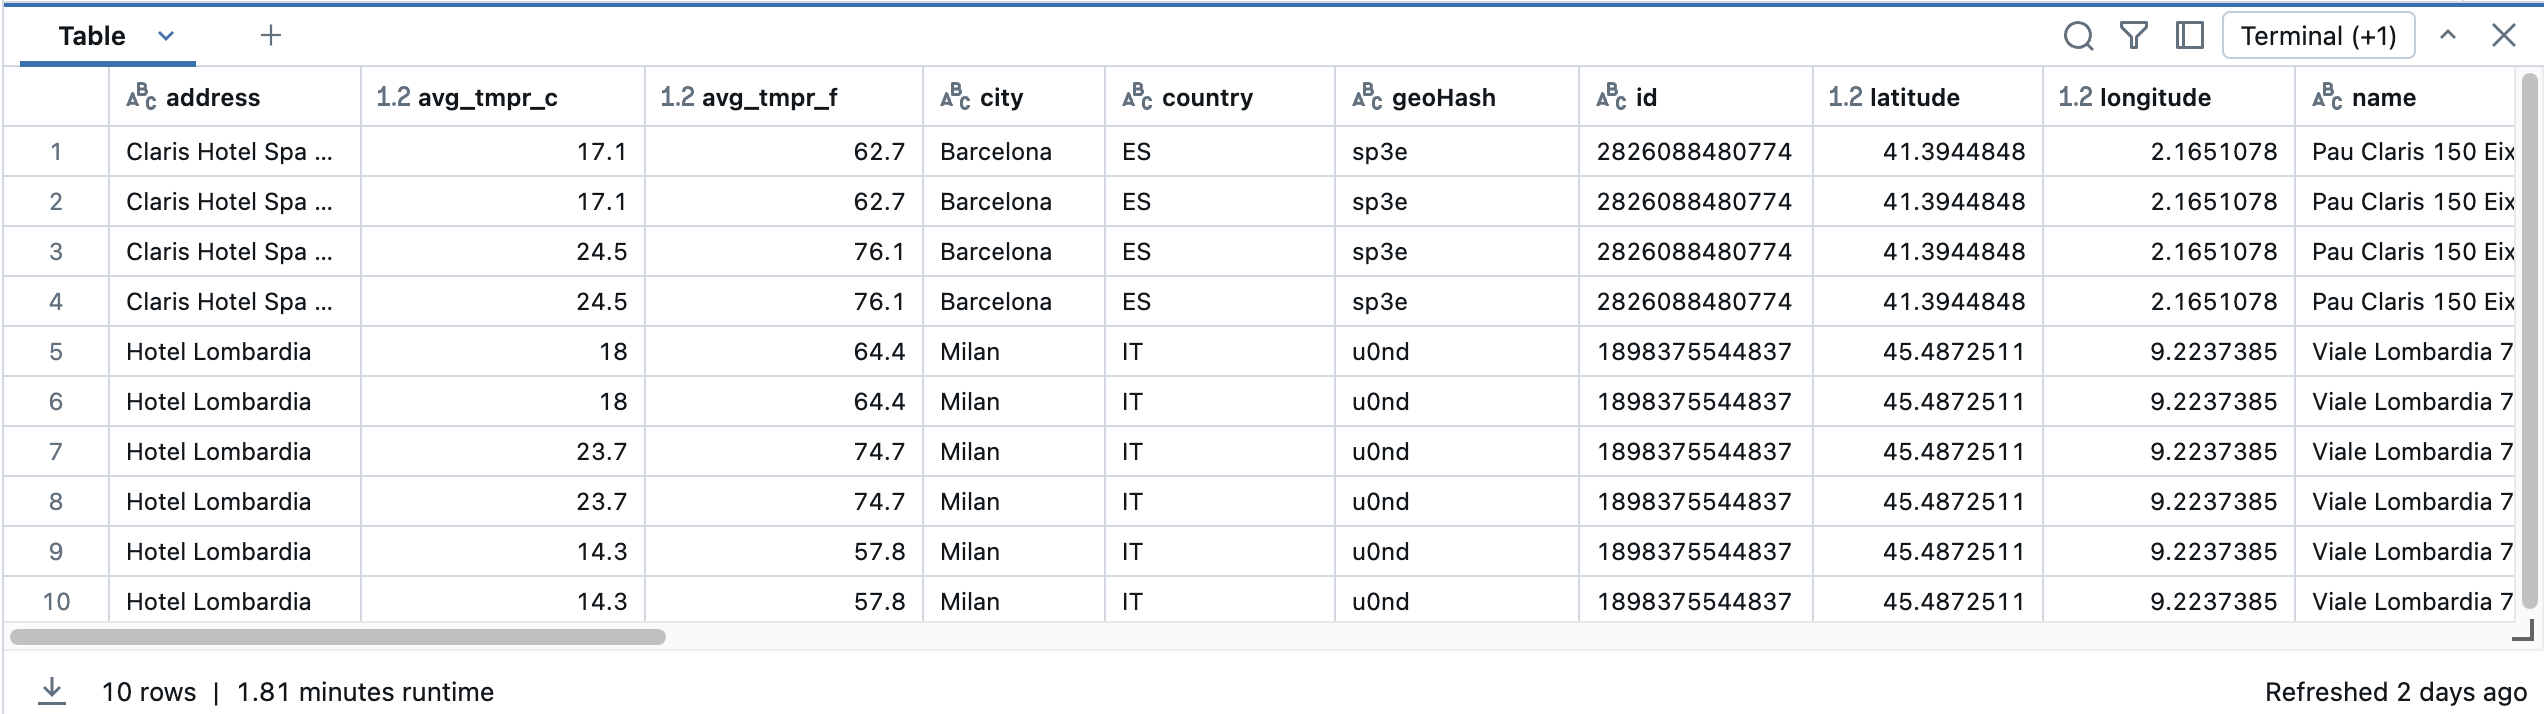 Table Terminal (+1)
ABC address 1.2 avg_tmpr_c 1.2 avg_tmpr_f ABC city ABC country ABC geoHash ABC id 1.2 latitude 1.2 longitude ABC name
1 Claris Hotel Spa ... 17.1 62.7 Barcelona ES sp3e 2826088480774 41.3944848 2.1651078 Pau Claris 150 Eix
2 Claris Hotel Spa ... 17.1 62.7 Barcelona ES sp3e 2826088480774 41.3944848 2.1651078 Pau Claris 150 Eix
3 Claris Hotel Spa ... 24.5 76.1 Barcelona ES sp3e 2826088480774 41.3944848 2.1651078 Pau Claris 150 Eix
4 Claris Hotel Spa ... 24.5 76.1 Barcelona ES sp3e 2826088480774 41.3944848 2.1651078 Pau Claris 150 Eix
5 Hotel Lombardia 18 64.4 Milan IT u0nd 1898375544837 45.4872511 9.2237385 Viale Lombardia 7
6 Hotel Lombardia 18 64.4 Milan IT u0nd 1898375544837 45.4872511 9.2237385 Viale Lombardia 7
7 Hotel Lombardia 23.7 74.7 Milan IT u0nd 1898375544837 45.4872511 9.2237385 Viale Lombardia 7
8 Hotel Lombardia 23.7 74.7 Milan IT u0nd 1898375544837 45.4872511 9.2237385 Viale Lombardia 7
9 Hotel Lombardia 14.3 57.8 Milan IT u0nd 1898375544837 45.4872511 9.2237385 Viale Lombardia 7
10 Hotel Lombardia 14.3 57.8 Milan IT u0nd 1898375544837 45.4872511 9.2237385 Viale Lombardia 7
10 rows | 1.81 minutes runtime Refreshed 2 days ago